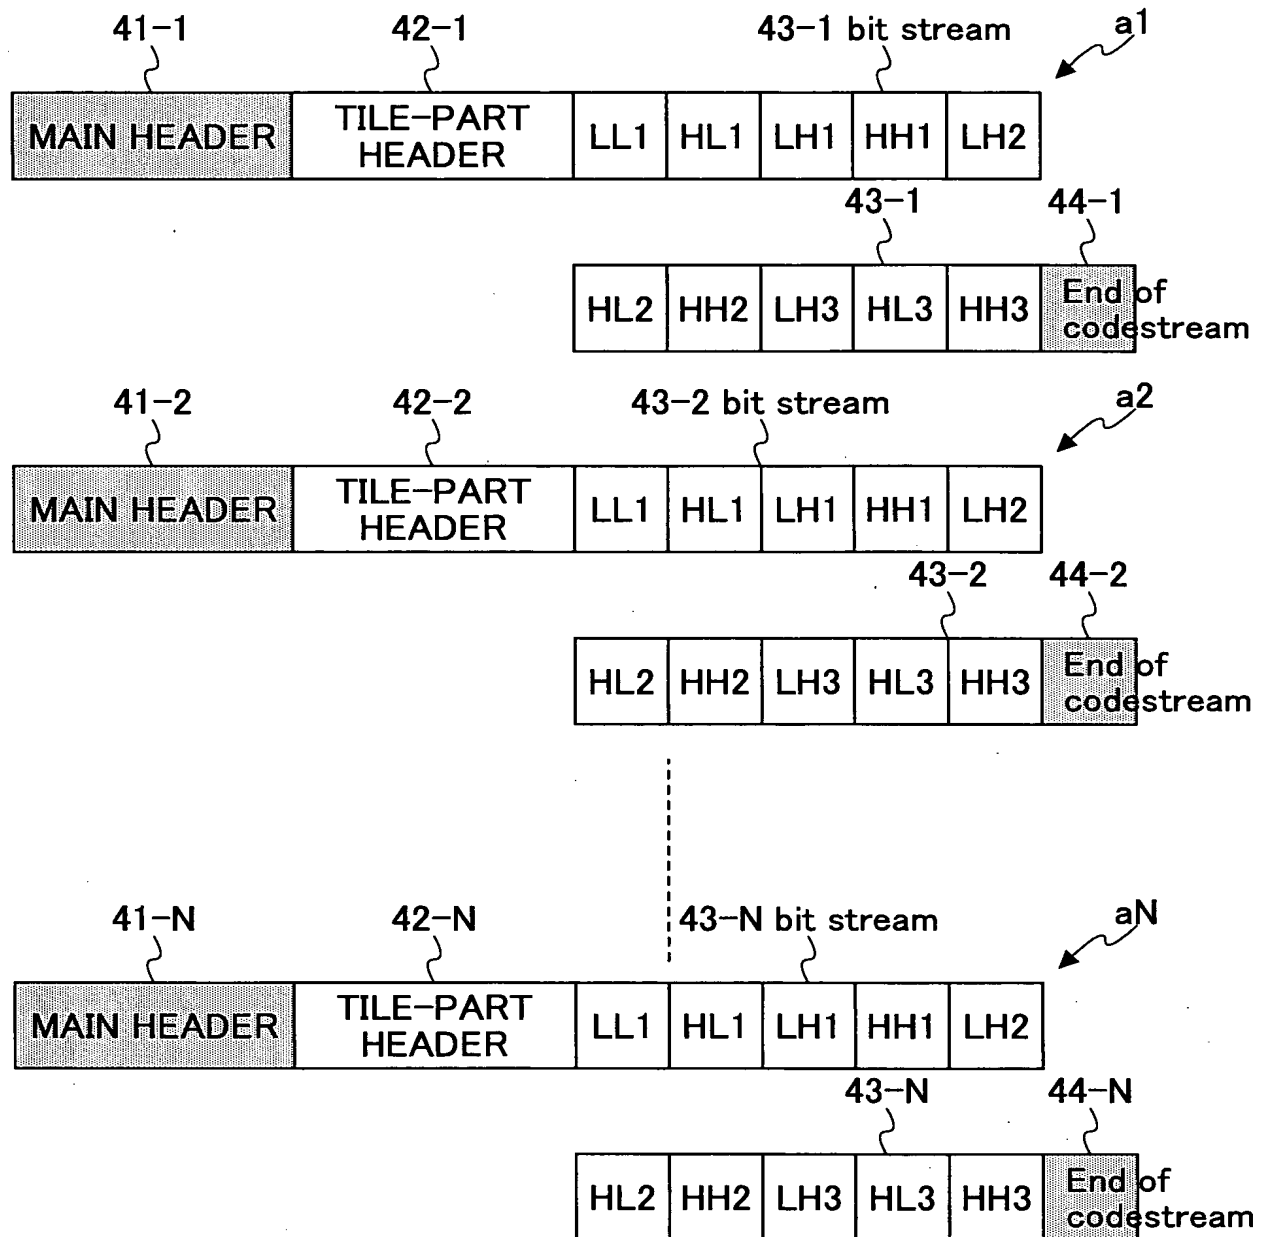 41-1 42-1 43-1 bit stream a1
MAIN HEADER TILE-PART HEADER LL1 HL1 LH1 HH1 LH2
43-1 44-1
HL2 HH2 LH3 HL3 HH3 End of codestream
41-2 42-2 43-2 bit stream a2
MAIN HEADER TILE-PART HEADER LL1 HL1 LH1 HH1 LH2
43-2 44-2
HL2 HH2 LH3 HL3 HH3 End of codestream
41-N 42-N 43-N bit stream aN
MAIN HEADER TILE-PART HEADER LL1 HL1 LH1 HH1 LH2
43-N 44-N
HL2 HH2 LH3 HL3 HH3 End of codestream